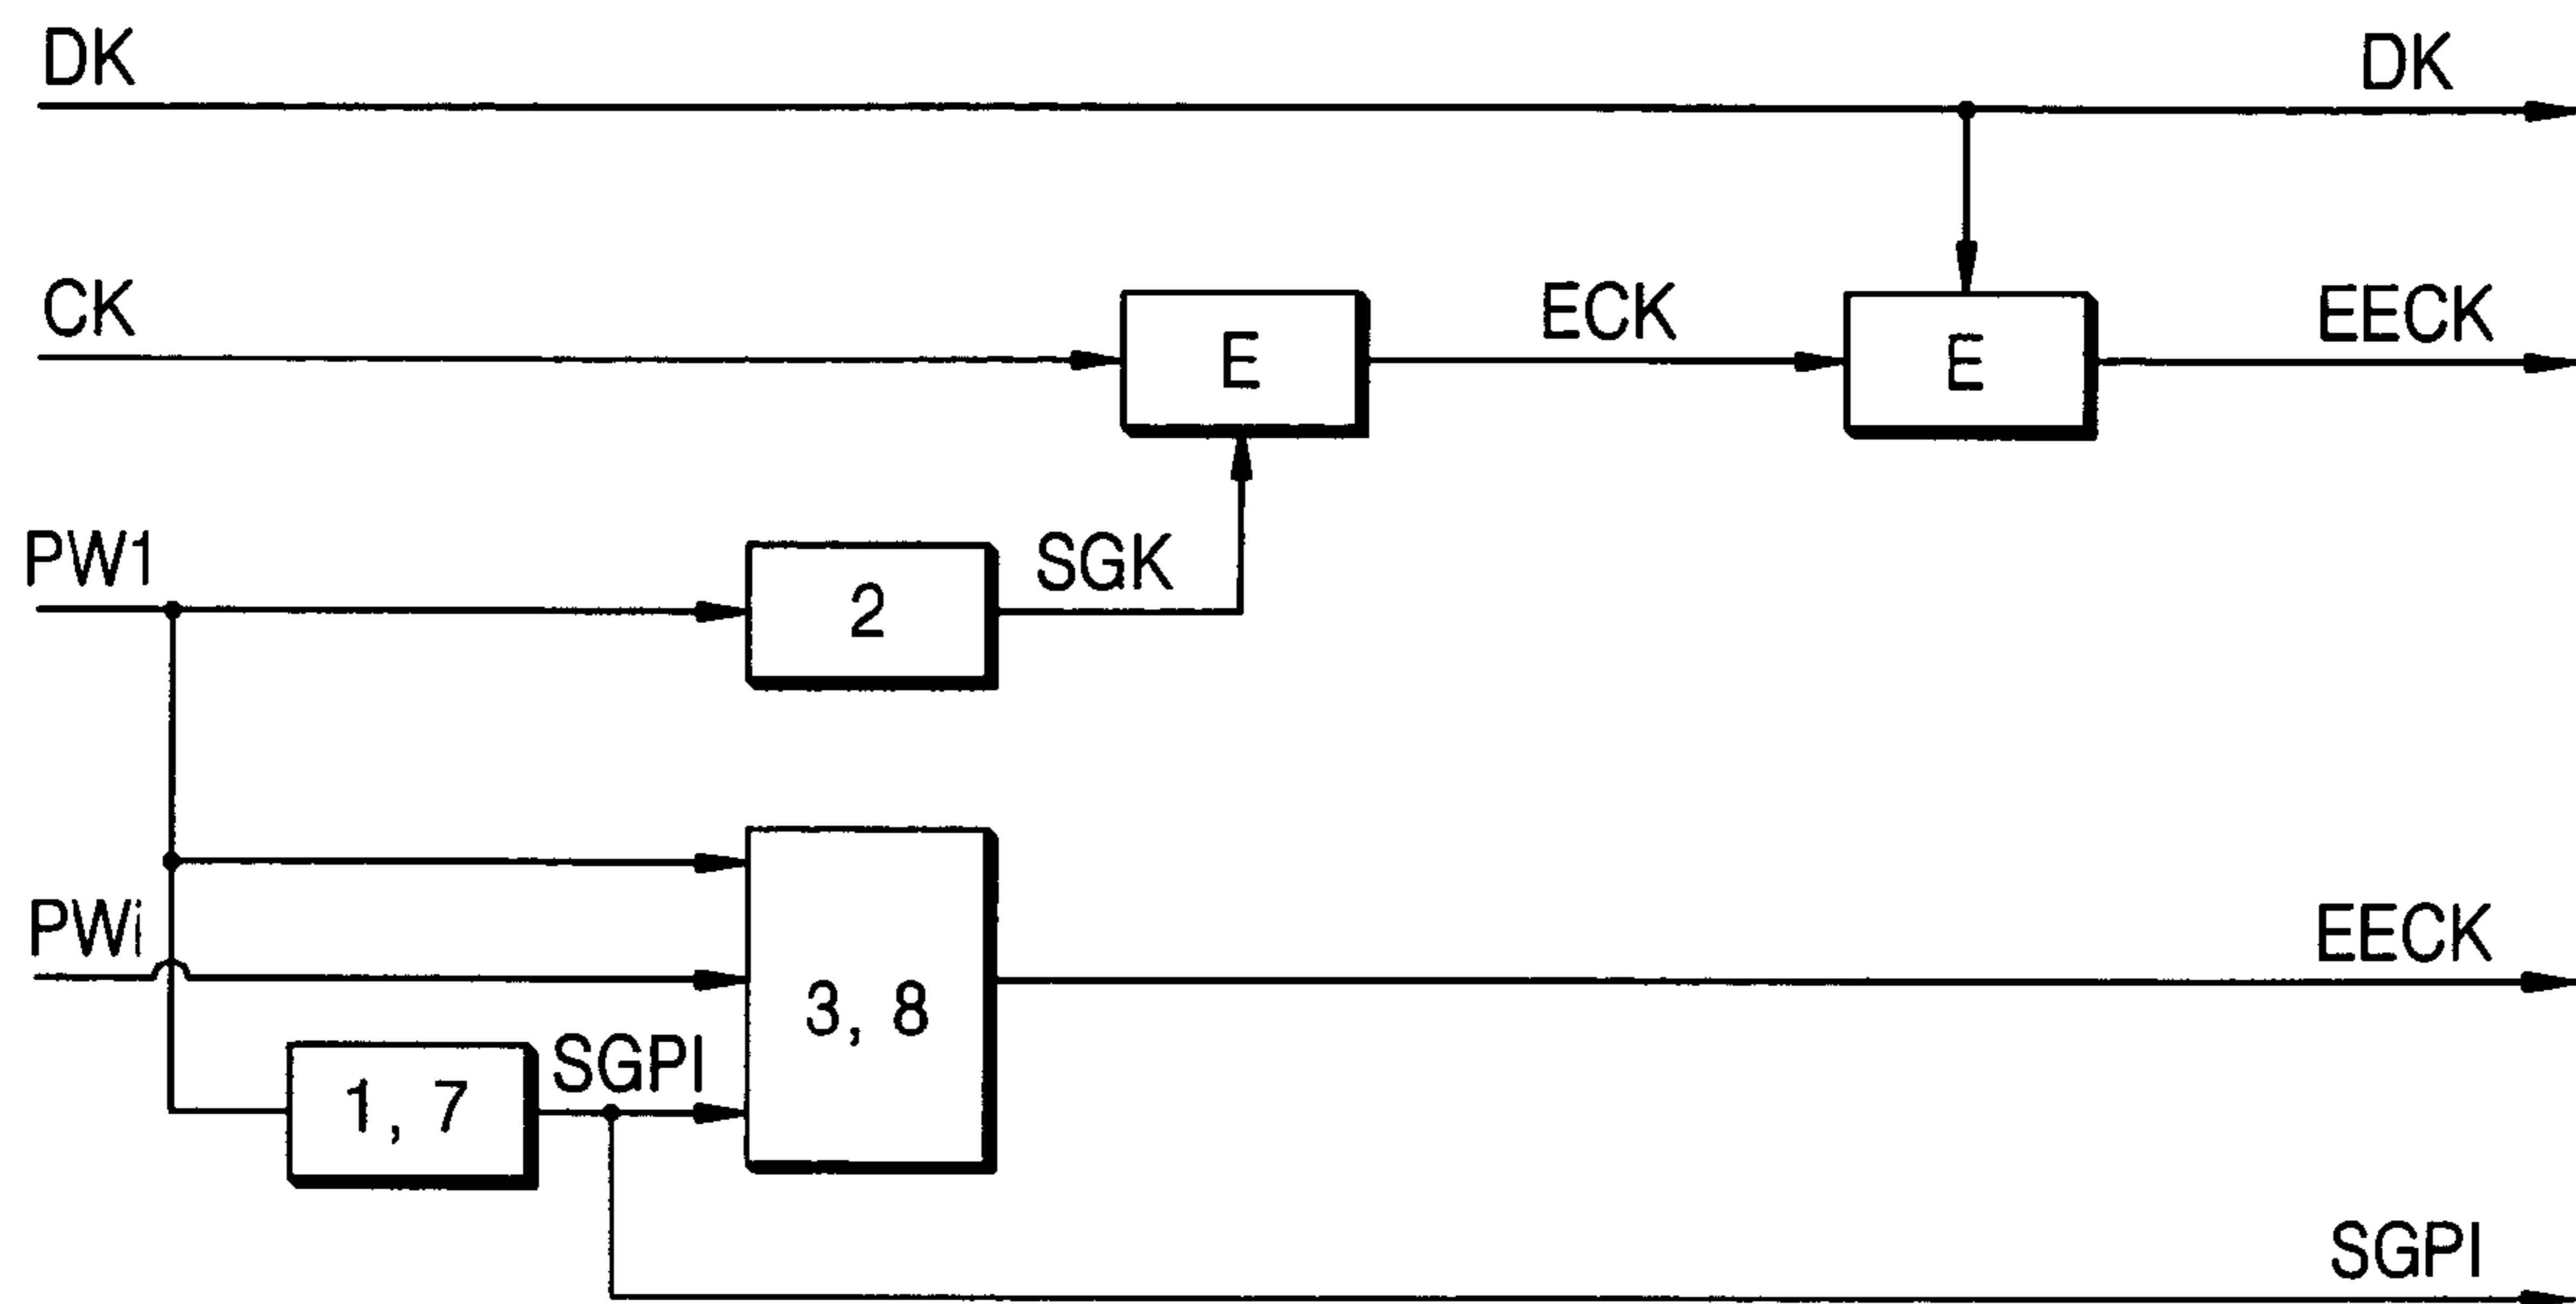 DK DK
CK E ECK E EECK
PW1 2 SGK
PWi 3, 8 EECK
1, 7 SGPI
SGPI